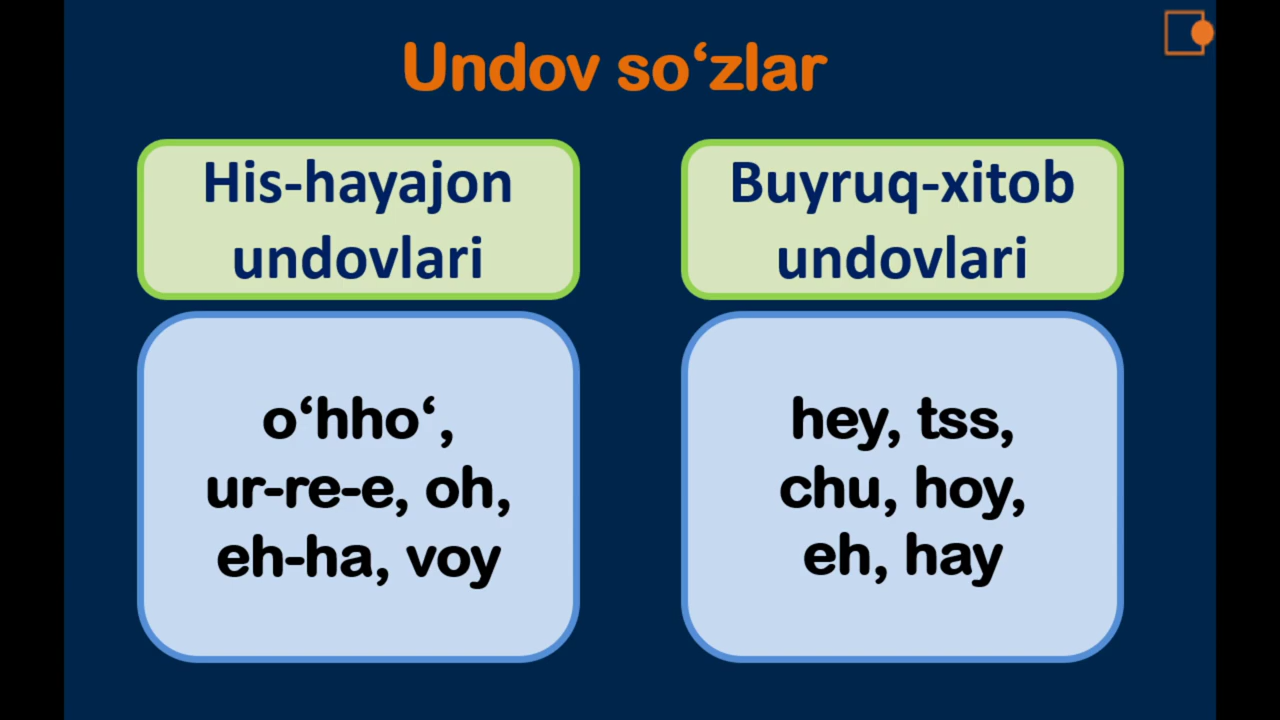 Undov so‘zlar
His-hayajon
undovlari
o‘hho‘,
ur-re-e, oh,
eh-ha, voy
Buyruq-xitob
undovlari
hey, tss,
chu, hoy,
eh, hay